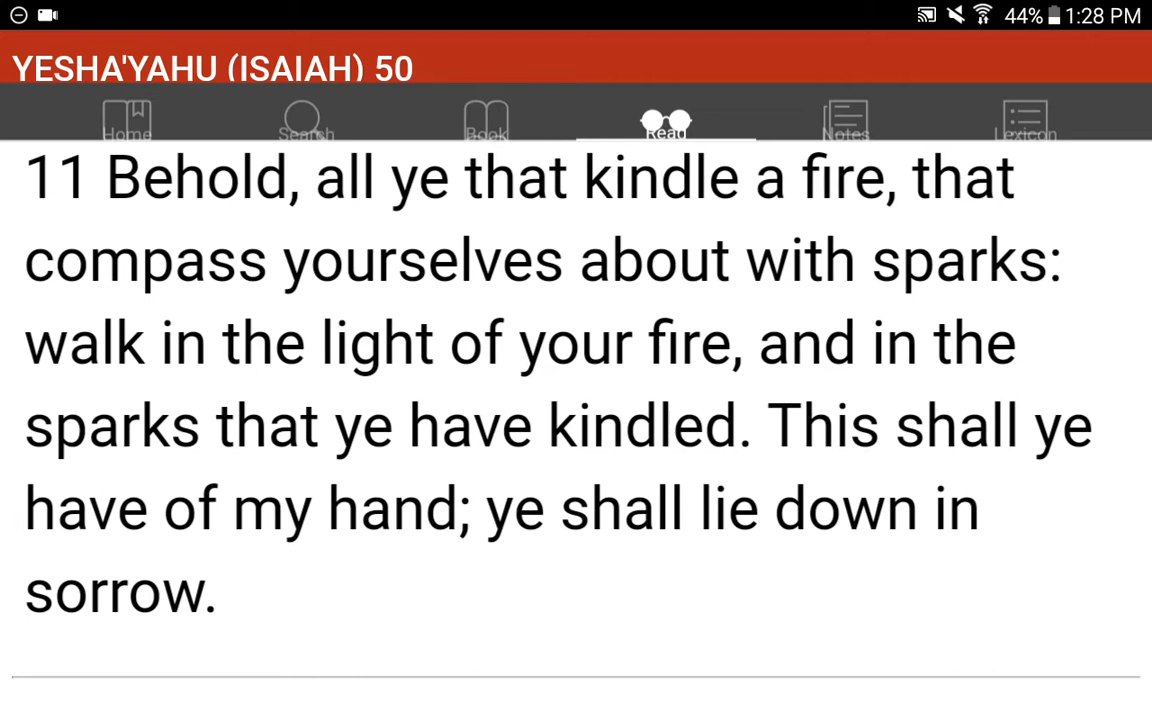 44% 1:28 PM
YESHA'YAHU (ISAIAH) 50
Home Search Book Read Notes Lexicon
11 Behold, all ye that kindle a fire, that
compass yourselves about with sparks:
walk in the light of your fire, and in the
sparks that ye have kindled. This shall ye
have of my hand; ye shall lie down in
sorrow.